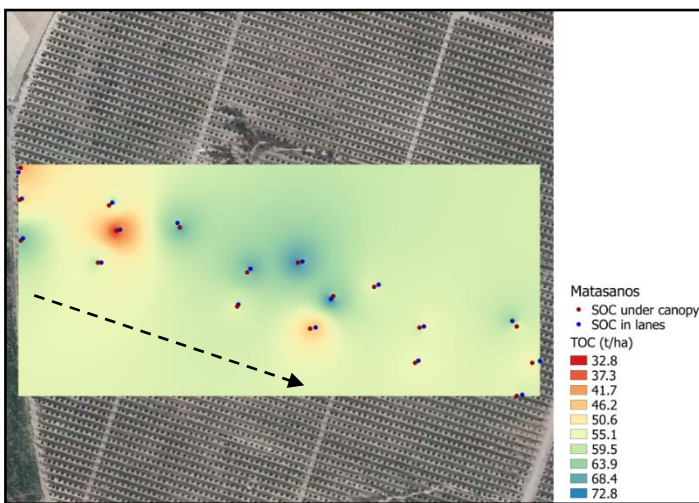 Matasanos
SOC under canopy
SOC in lanes
TOC (t/ha)
32.8
37.3
41.7
46.2
50.6
55.1
59.5
63.9
68.4
72.8